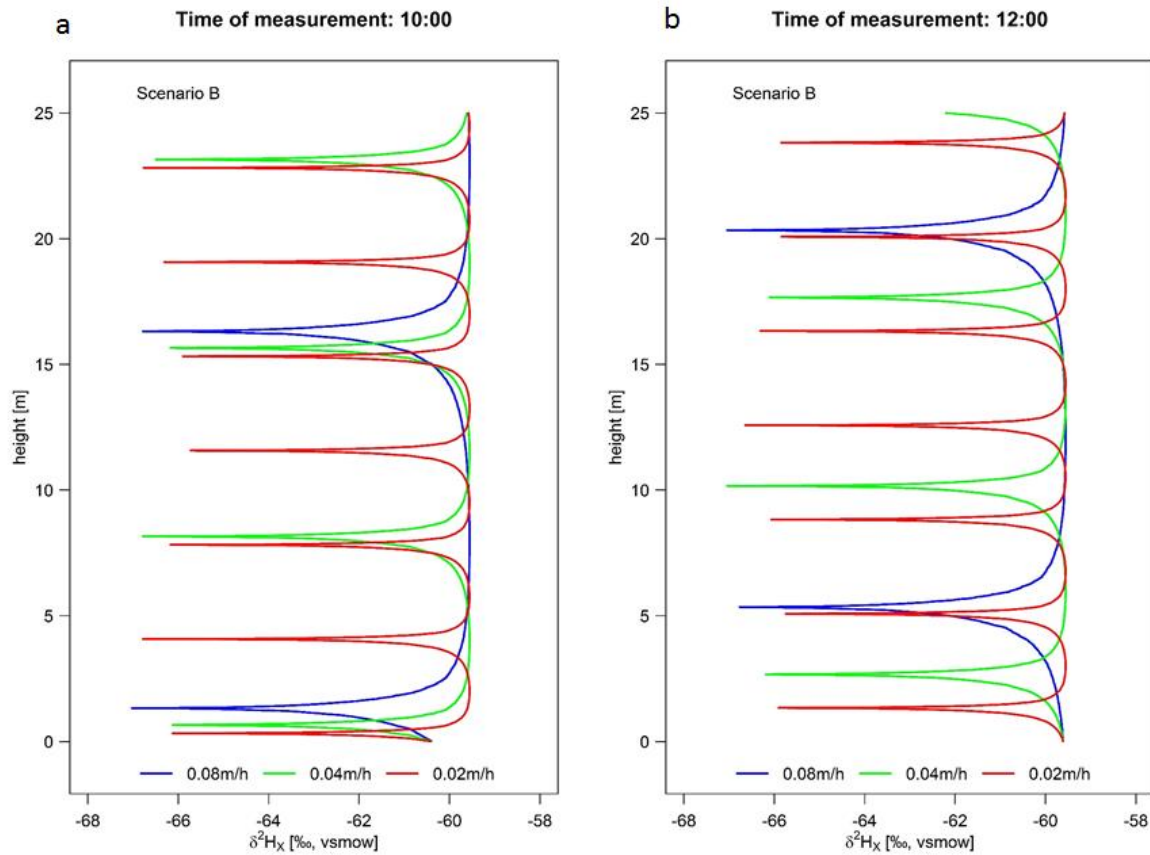 a
Time of measurement: 10:00
Scenario B
25
20
15
10
5
0
height [m]
0.08m/h 0.04m/h 0.02m/h
-68 -66 -64 -62 -60 -58
δ²Hₓ [‰, vsmow]
b
Time of measurement: 12:00
Scenario B
25
20
15
10
5
0
height [m]
0.08m/h 0.04m/h 0.02m/h
-68 -66 -64 -62 -60 -58
δ²Hₓ [‰, vsmow]